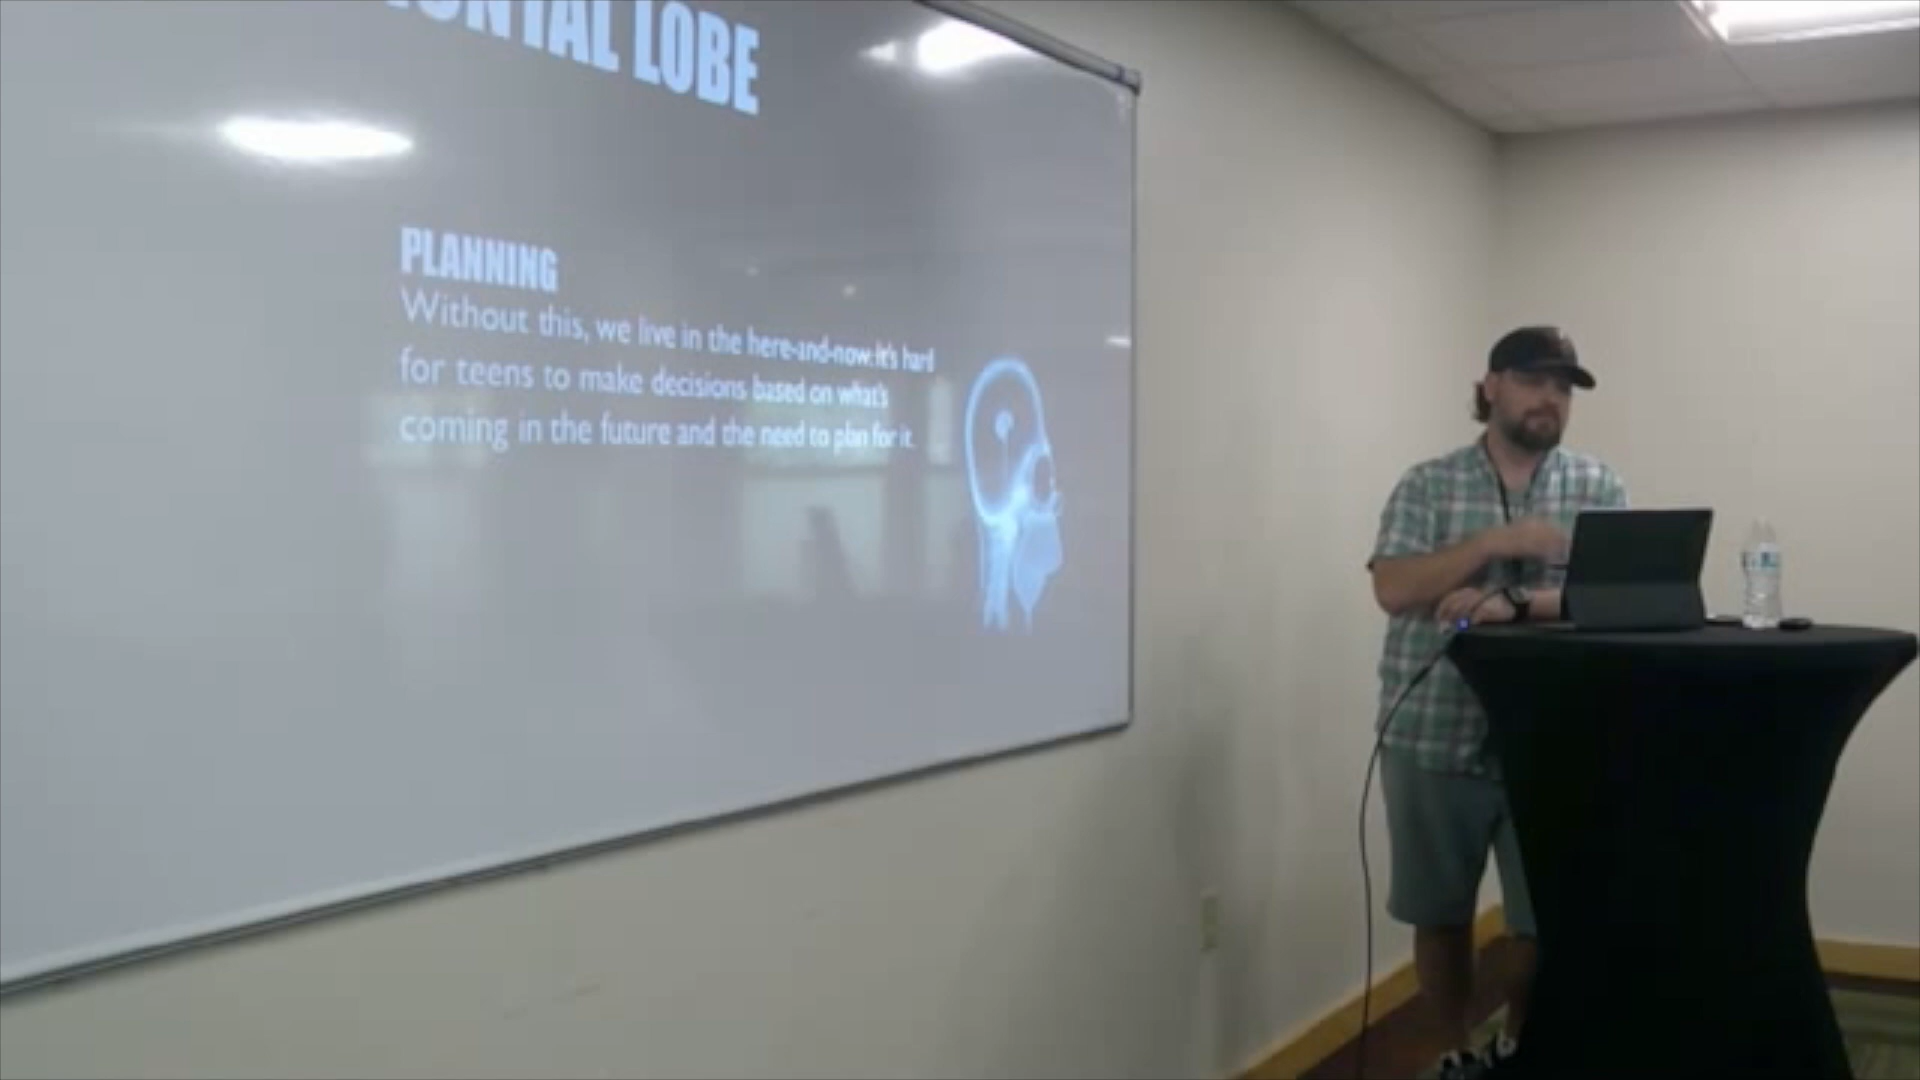 LOBE
PLANNING
Without this, we live in the here-and-now. It's hard
for teens to make decisions based on what's
coming in the future and the need to plan for it.